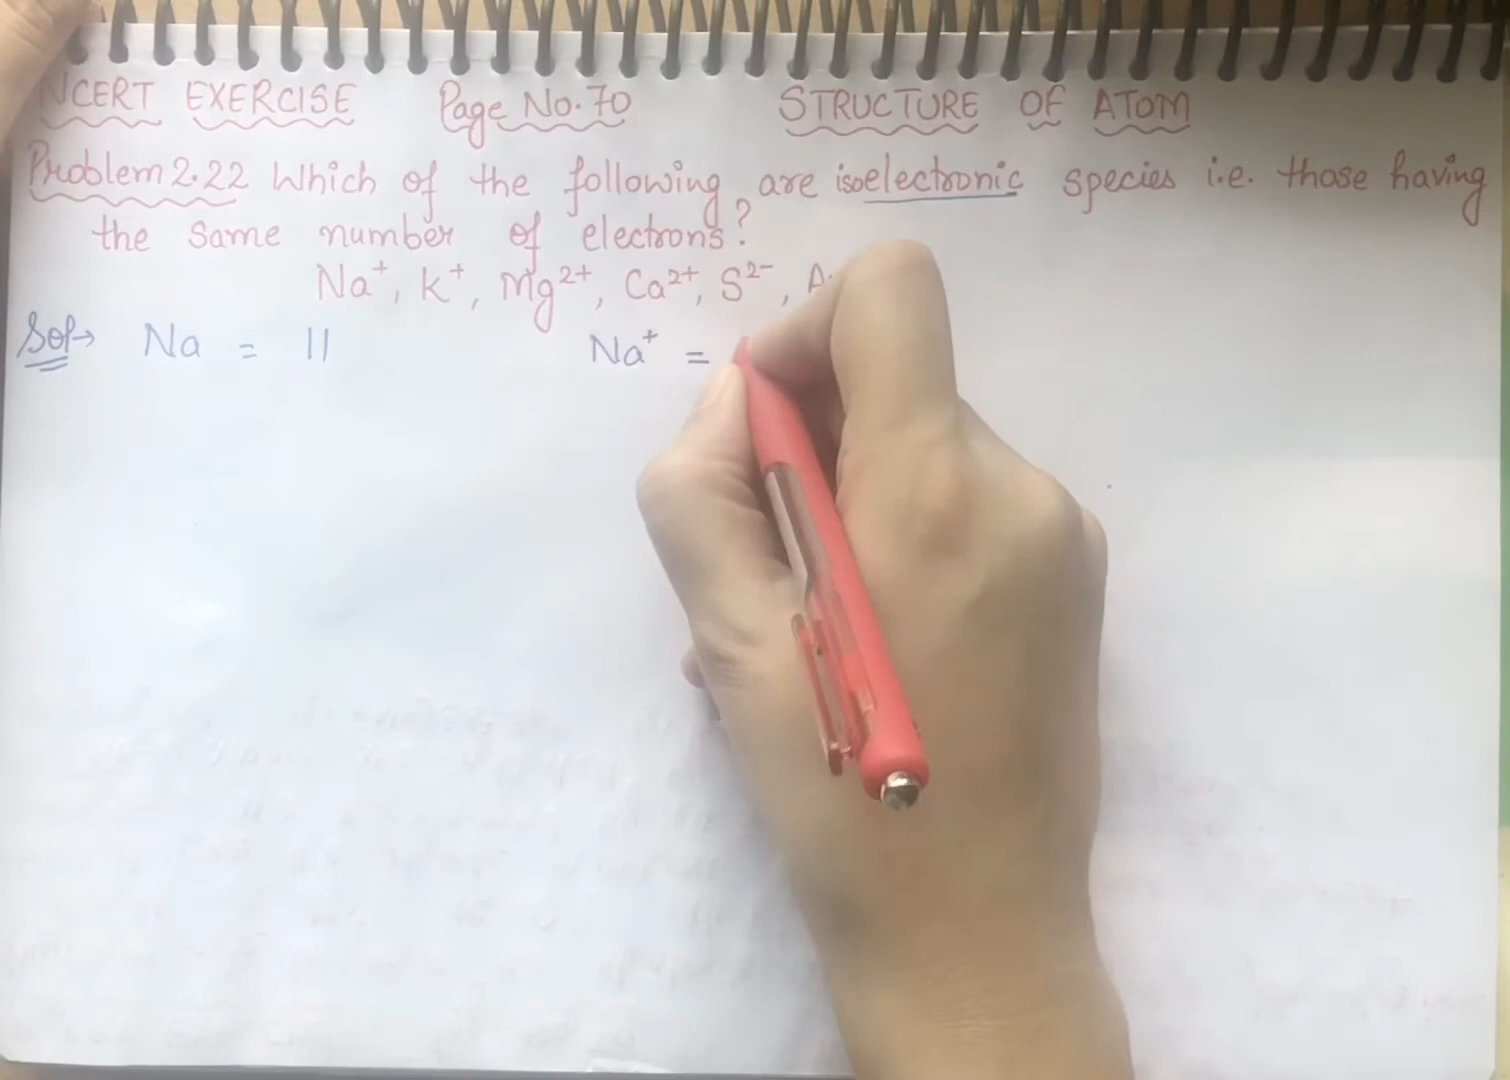 NCERT EXERCISE Page No. 70 STRUCTURE OF ATOM
Problem 2.22 Which of the following are isoelectronic species i.e. those having
the same number of electrons?
Na⁺, K⁺, Mg²⁺, Ca²⁺, S²⁻,
Sol→ Na = 11 Na⁺ =